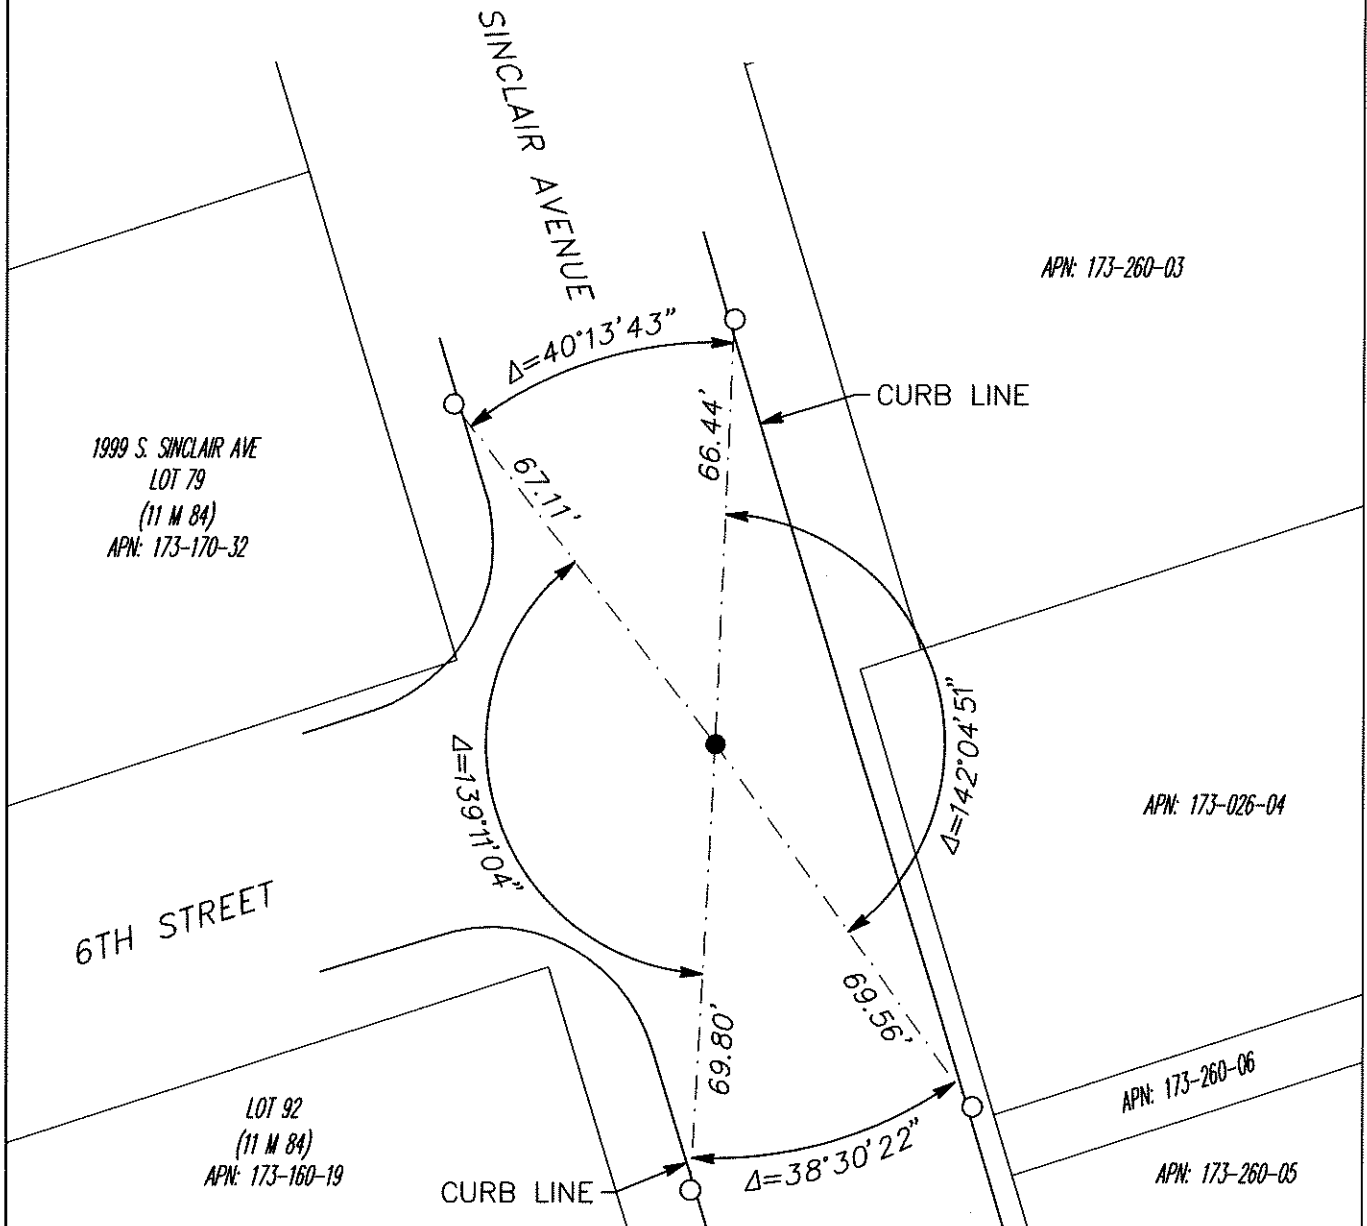 SINCLAIR AVENUE
APN: 173-260-03
Δ=40°13'43"
CURB LINE
66.44'
1999 S. SINCLAIR AVE
LOT 79
(11 M 84)
APN: 173-170-32
67.11'
Δ=142°04'51"
Δ=139°11'04"
APN: 173-026-04
6TH STREET
69.56'
69.80'
APN: 173-260-06
LOT 92
(11 M 84)
APN: 173-160-19
Δ=38°30'22"
APN: 173-260-05
CURB LINE